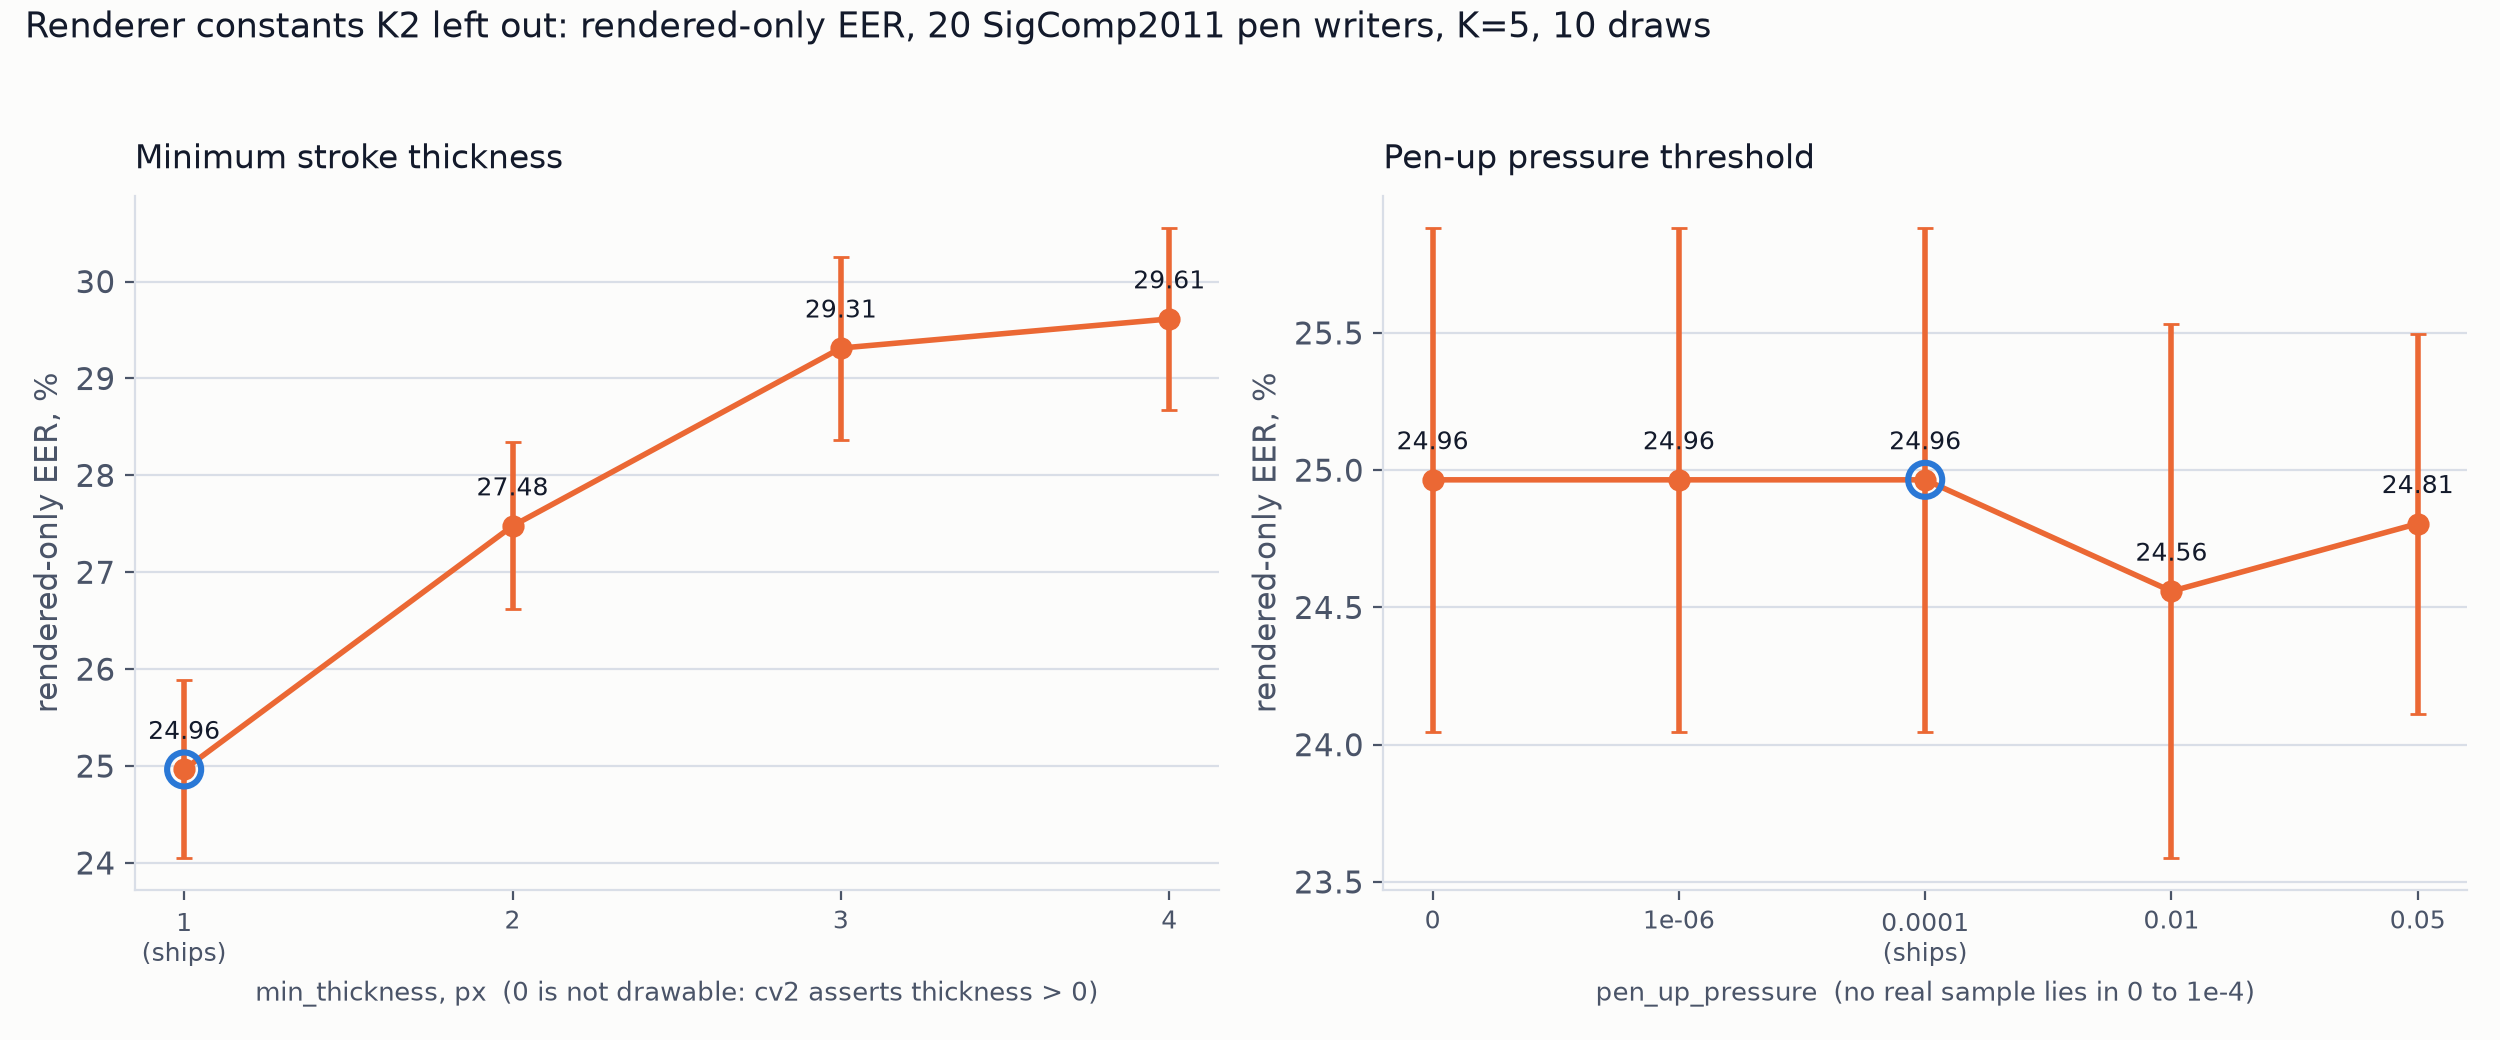 Renderer constants K2 left out: rendered-only EER, 20 SigComp2011 pen writers, K=5, 10 draws
Minimum stroke thickness
rendered-only EER, %
30
29
28
27
26
25
24
24.96
27.48
29.31
29.61
1
(ships)
2
3
4
min_thickness, px  (0 is not drawable: cv2 asserts thickness > 0)
Pen-up pressure threshold
rendered-only EER, %
25.5
25.0
24.5
24.0
23.5
24.96
24.96
24.96
24.56
24.81
0
1e-06
0.0001
(ships)
0.01
0.05
pen_up_pressure  (no real sample lies in 0 to 1e-4)